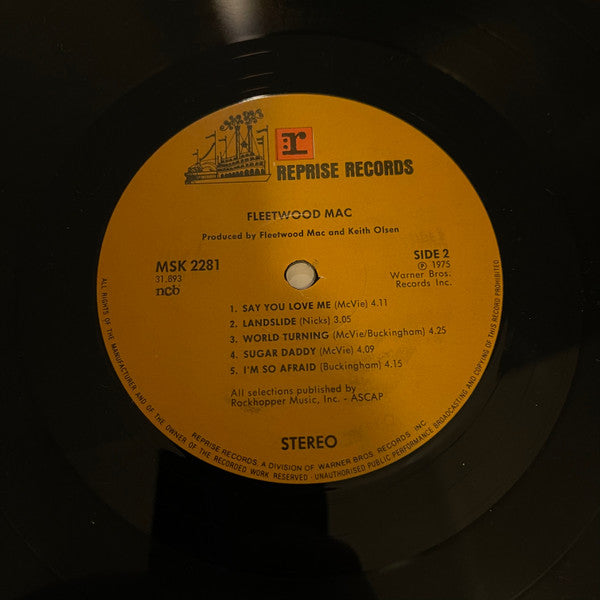 r
REPRISE RECORDS
FLEETWOOD MAC
Produced by Fleetwood Mac and Keith Olsen
MSK 2281
31.893
ncb
SIDE 2
℗ 1975
Warner Bros.
Records Inc.
1. SAY YOU LOVE ME (McVie) 4.11
2. LANDSLIDE (Nicks) 3.05
3. WORLD TURNING (McVie/Buckingham) 4.25
4. SUGAR DADDY (McVie) 4.09
5. I'M SO AFRAID (Buckingham) 4.15
All selections published by
Rockhopper Music, Inc. - ASCAP
STEREO
REPRISE RECORDS, A DIVISION OF WARNER BROS. RECORDS, INC.
ALL RIGHTS OF THE MANUFACTURER AND OF THE OWNER OF THE RECORDED WORK RESERVED - UNAUTHORISED PUBLIC PERFORMANCE BROADCASTING AND COPYING OF THIS RECORD PROHIBITED